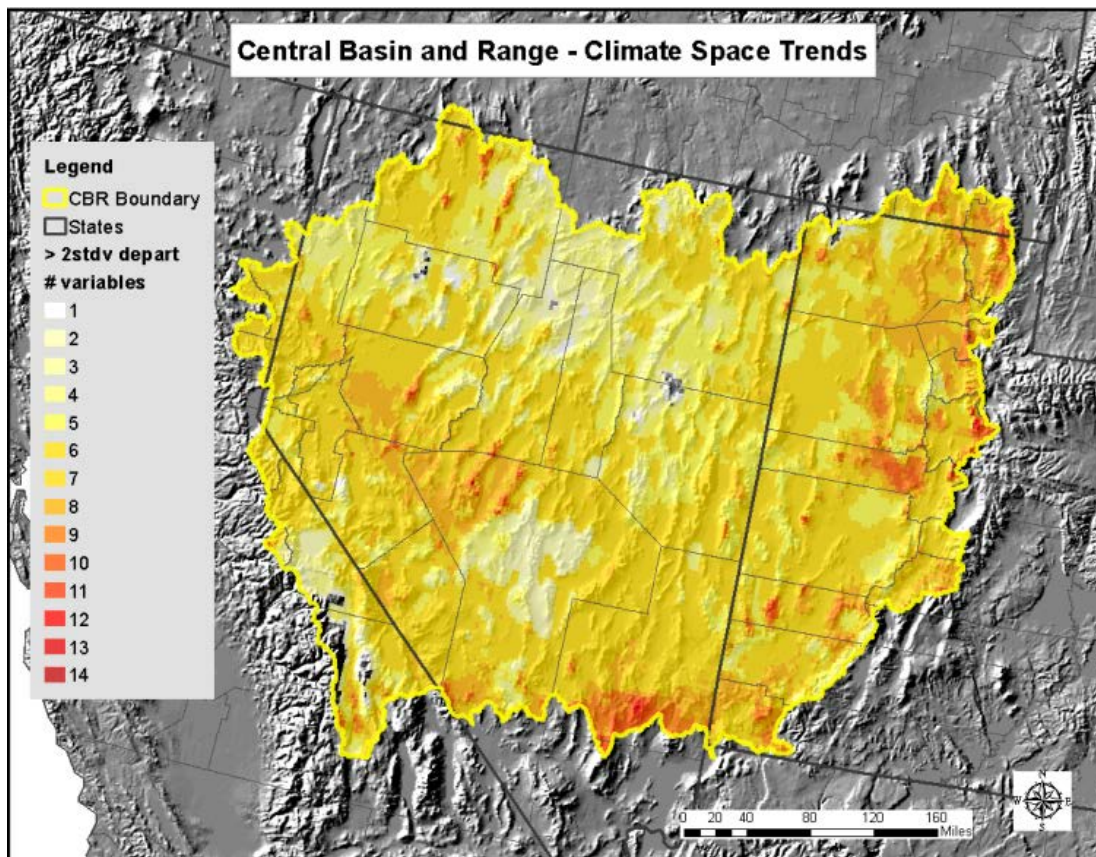 Central Basin and Range - Climate Space Trends
Legend
CBR Boundary
States
> 2stdv depart
# variables
1
2
3
4
5
6
7
8
9
10
11
12
13
14
N
W E
S
0 20 40 80 120 160
Miles